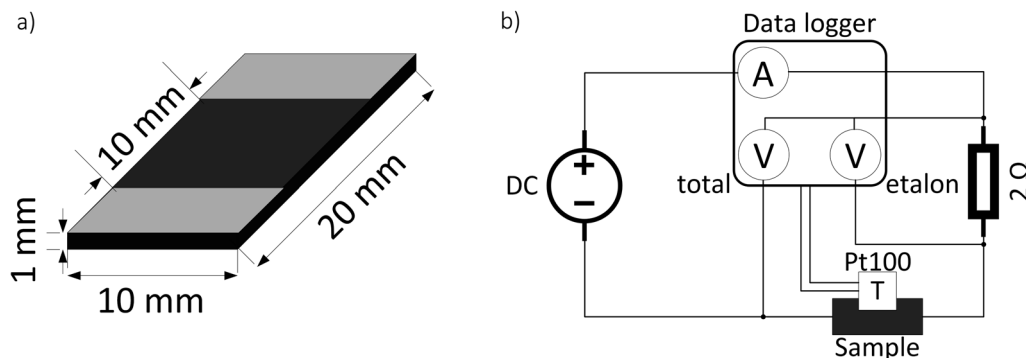 a)
10 mm
20 mm
1 mm
10 mm
b)
Data logger
A
V
V
DC
+
−
total
etalon
2 Ω
Pt100
T
Sample